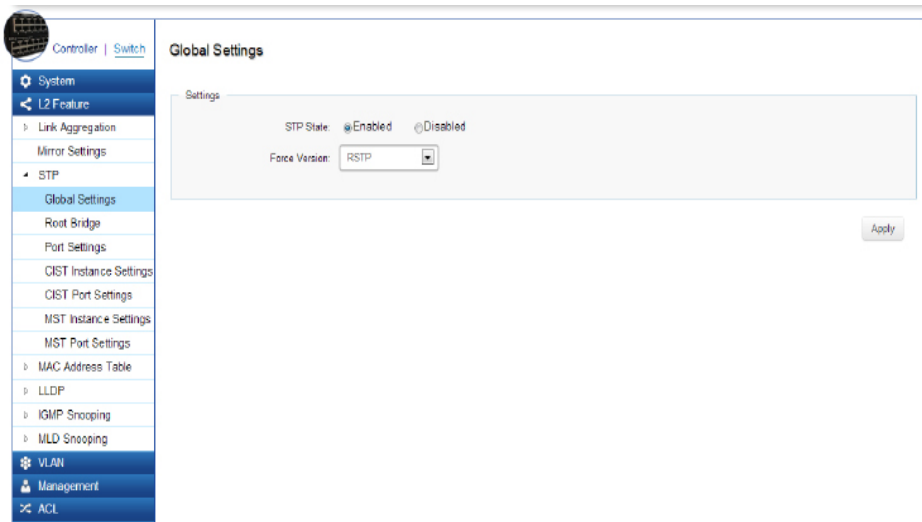 Controller | Switch
Global Settings
System
L2 Feature
Link Aggregation
Mirror Settings
STP
Global Settings
Root Bridge
Port Settings
CIST Instance Settings
CIST Port Settings
MST Instance Settings
MST Port Settings
MAC Address Table
LLDP
IGMP Snooping
MLD Snooping
VLAN
Management
ACL
Settings
STP State: Enabled Disabled
Force Version: RSTP
Apply